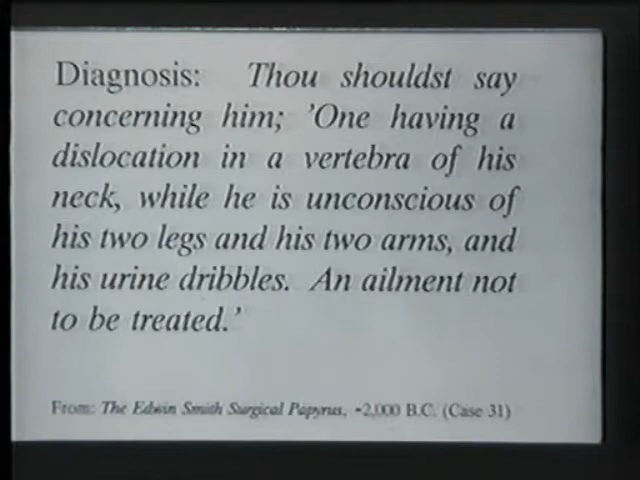 Diagnosis: Thou shouldst say
concerning him; 'One having a
dislocation in a vertebra of his
neck, while he is unconscious of
his two legs and his two arms, and
his urine dribbles. An ailment not
to be treated.'
From: The Edwin Smith Surgical Papyrus, ~2,000 B.C. (Case 31)